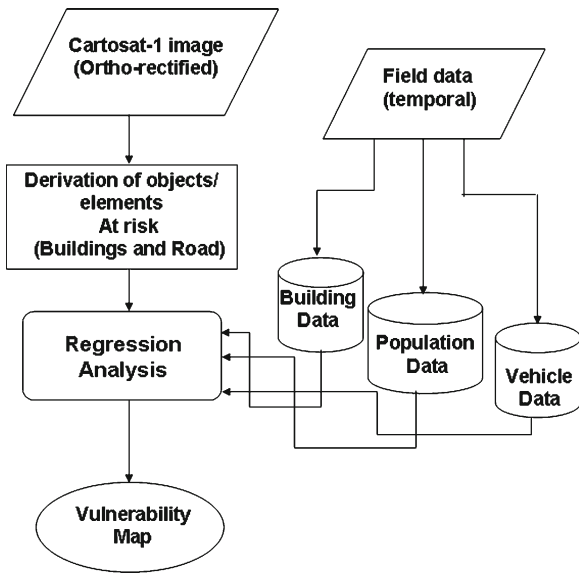 Cartosat-1 image
(Ortho-rectified)
Field data
(temporal)
Derivation of objects/
elements
At risk
(Buildings and Road)
Building
Data
Population
Data
Vehicle
Data
Regression
Analysis
Vulnerability
Map